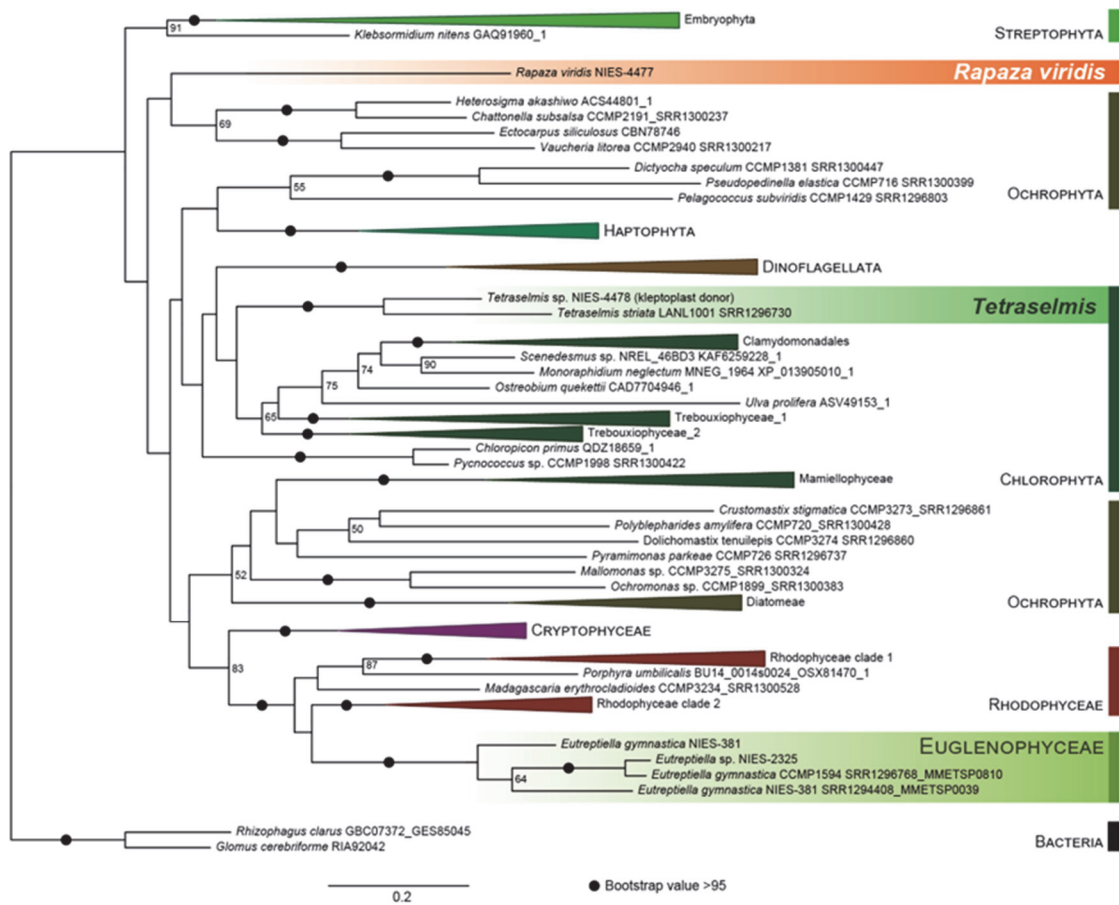 Embryophyta
91
Klebsormidium nitens GAQ91960_1
STREPTOPHYTA
Rapaza viridis NIES-4477
Rapaza viridis
Heterosigma akashiwo ACS44801_1
Chattonella subsalsa CCMP2191_SRR1300237
69
Ectocarpus siliculosus CBN78746
Vaucheria litorea CCMP2940 SRR1300217
Dictyocha speculum CCMP1381 SRR1300447
55
Pseudopedinella elastica CCMP716 SRR1300399
Pelagococcus subviridis CCMP1429 SRR1296803
OCHROPHYTA
HAPTOPHYTA
DINOFLAGELLATA
Tetraselmis sp. NIES-4478 (kleptoplast donor)
Tetraselmis
Tetraselmis striata LANL1001 SRR1296730
Clamydomonadales
Scenedesmus sp. NREL_46BD3 KAF6259228_1
74
90
Monoraphidium neglectum MNEG_1964 XP_013905010_1
75
Ostreobium quekettii CAD7704946_1
Ulva prolifera ASV49153_1
65
Trebouxiophyceae_1
Trebouxiophyceae_2
Chloropicon primus QDZ18659_1
Pycnococcus sp. CCMP1998 SRR1300422
Mamiellophyceae
CHLOROPHYTA
Crustomastix stigmatica CCMP3273_SRR1296861
50
Polyblepharides amylifera CCMP720_SRR1300428
Dolichomastix tenuilepis CCMP3274 SRR1296860
Pyramimonas parkeae CCMP726 SRR1296737
52
Mallomonas sp. CCMP3275_SRR1300324
Ochromonas sp. CCMP1899_SRR1300383
Diatomeae
OCHROPHYTA
CRYPTOPHYCEAE
83
87
Rhodophyceae clade 1
Porphyra umbilicalis BU14_0014s0024_OSX81470_1
Madagascaria erythrocladioides CCMP3234_SRR1300528
Rhodophyceae clade 2
RHODOPHYCEAE
Eutreptiella gymnastica NIES-381
EUGLENOPHYCEAE
Eutreptiella sp. NIES-2325
64
Eutreptiella gymnastica CCMP1594 SRR1296768_MMETSP0810
Eutreptiella gymnastica NIES-381 SRR1294408_MMETSP0039
Rhizophagus clarus GBC07372_GES85045
Glomus cerebriforme RIA92042
BACTERIA
0.2
Bootstrap value >95